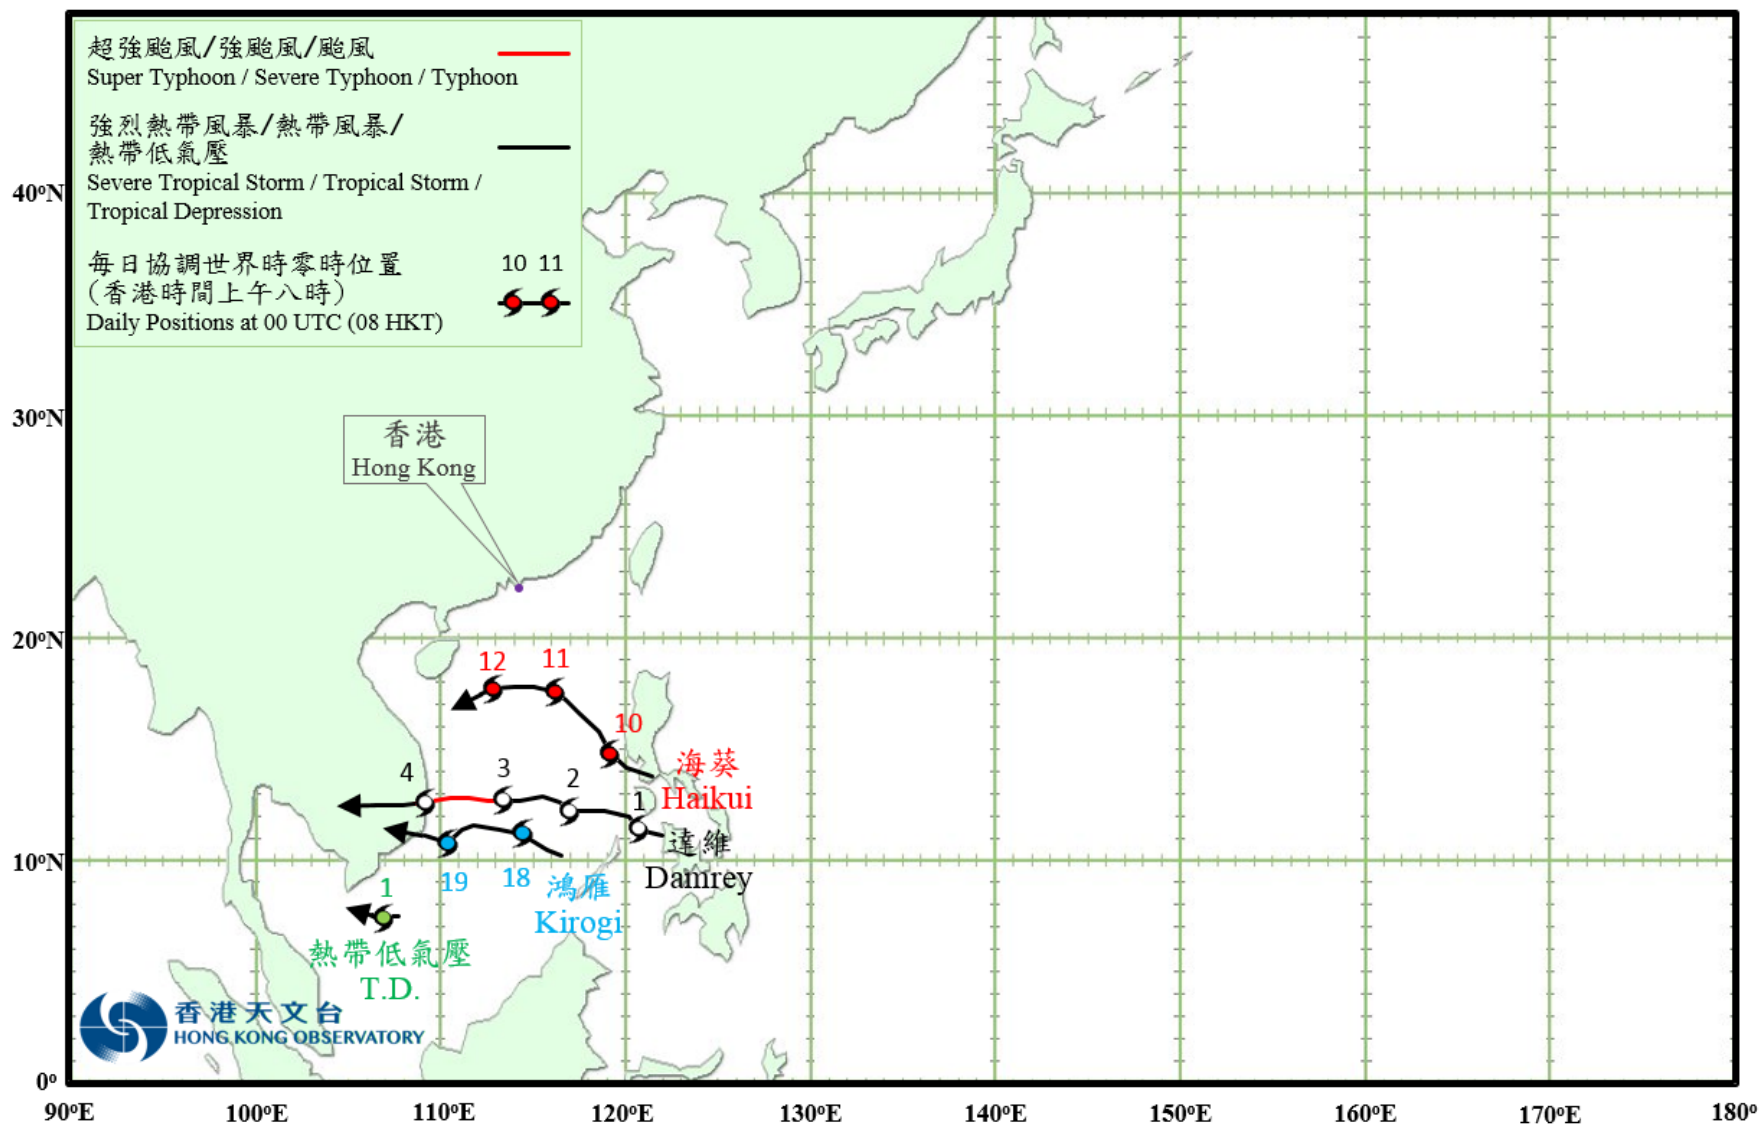 超強颱風/強颱風/颱風
Super Typhoon / Severe Typhoon / Typhoon
強烈熱帶風暴/熱帶風暴/
熱帶低氣壓
Severe Tropical Storm / Tropical Storm /
Tropical Depression
每日協調世界時零時位置
(香港時間上午八時)
Daily Positions at 00 UTC (08 HKT)
10 11
40°N
30°N
香港
Hong Kong
20°N
12
11
10
海葵
Haikui
4
3
2
1
達維
Damrey
10°N
19
18
鴻雁
Kirogi
1
熱帶低氣壓
T.D.
香港天文台
HONG KONG OBSERVATORY
0°
90°E 100°E 110°E 120°E 130°E 140°E 150°E 160°E 170°E 180°